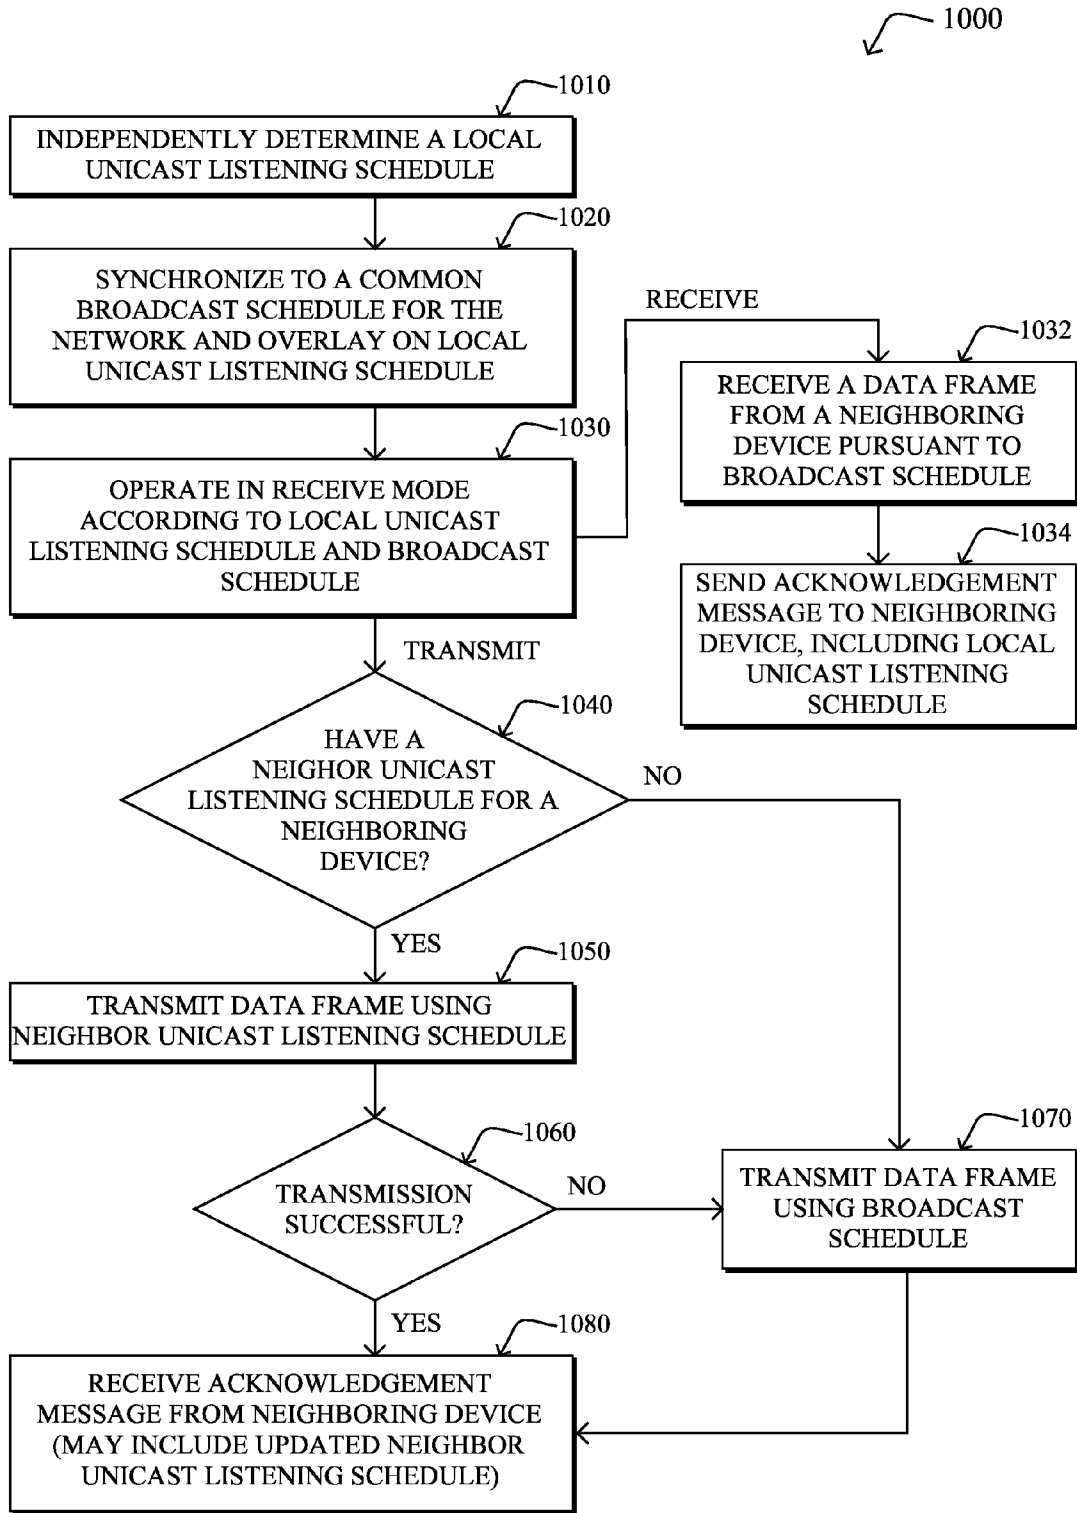 1000
1010
INDEPENDENTLY DETERMINE A LOCAL
UNICAST LISTENING SCHEDULE
1020
SYNCHRONIZE TO A COMMON
BROADCAST SCHEDULE FOR THE
NETWORK AND OVERLAY ON LOCAL
UNICAST LISTENING SCHEDULE
RECEIVE
1032
RECEIVE A DATA FRAME
FROM A NEIGHBORING
DEVICE PURSUANT TO
BROADCAST SCHEDULE
1030
OPERATE IN RECEIVE MODE
ACCORDING TO LOCAL UNICAST
LISTENING SCHEDULE AND BROADCAST
SCHEDULE
1034
SEND ACKNOWLEDGEMENT
MESSAGE TO NEIGHBORING
DEVICE, INCLUDING LOCAL
UNICAST LISTENING
SCHEDULE
TRANSMIT
1040
HAVE A
NEIGHOR UNICAST
LISTENING SCHEDULE FOR A
NEIGHBORING
DEVICE?
NO
YES
1050
TRANSMIT DATA FRAME USING
NEIGHBOR UNICAST LISTENING SCHEDULE
1060
TRANSMISSION
SUCCESSFUL?
NO
1070
TRANSMIT DATA FRAME
USING BROADCAST
SCHEDULE
YES
1080
RECEIVE ACKNOWLEDGEMENT
MESSAGE FROM NEIGHBORING DEVICE
(MAY INCLUDE UPDATED NEIGHBOR
UNICAST LISTENING SCHEDULE)